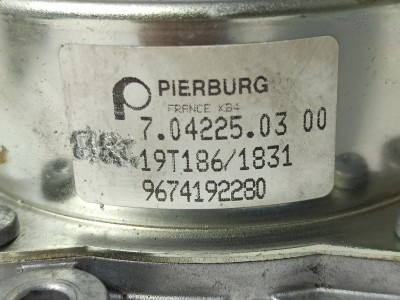 PIERBURG
FRANCE KB4
7.04225.03 00
19T186/1831
9674192280